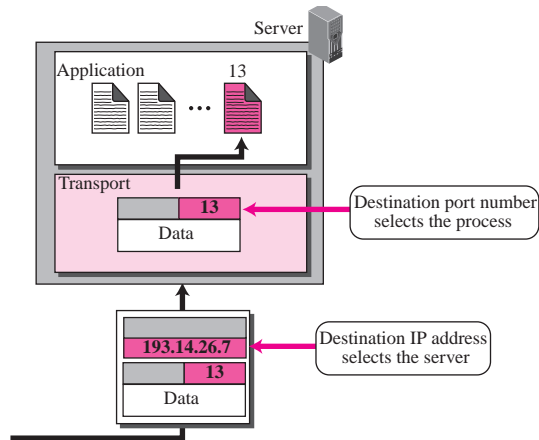 Server
Application
13
...
Transport
13
Data
Destination port number
selects the process
193.14.26.7
13
Data
Destination IP address
selects the server